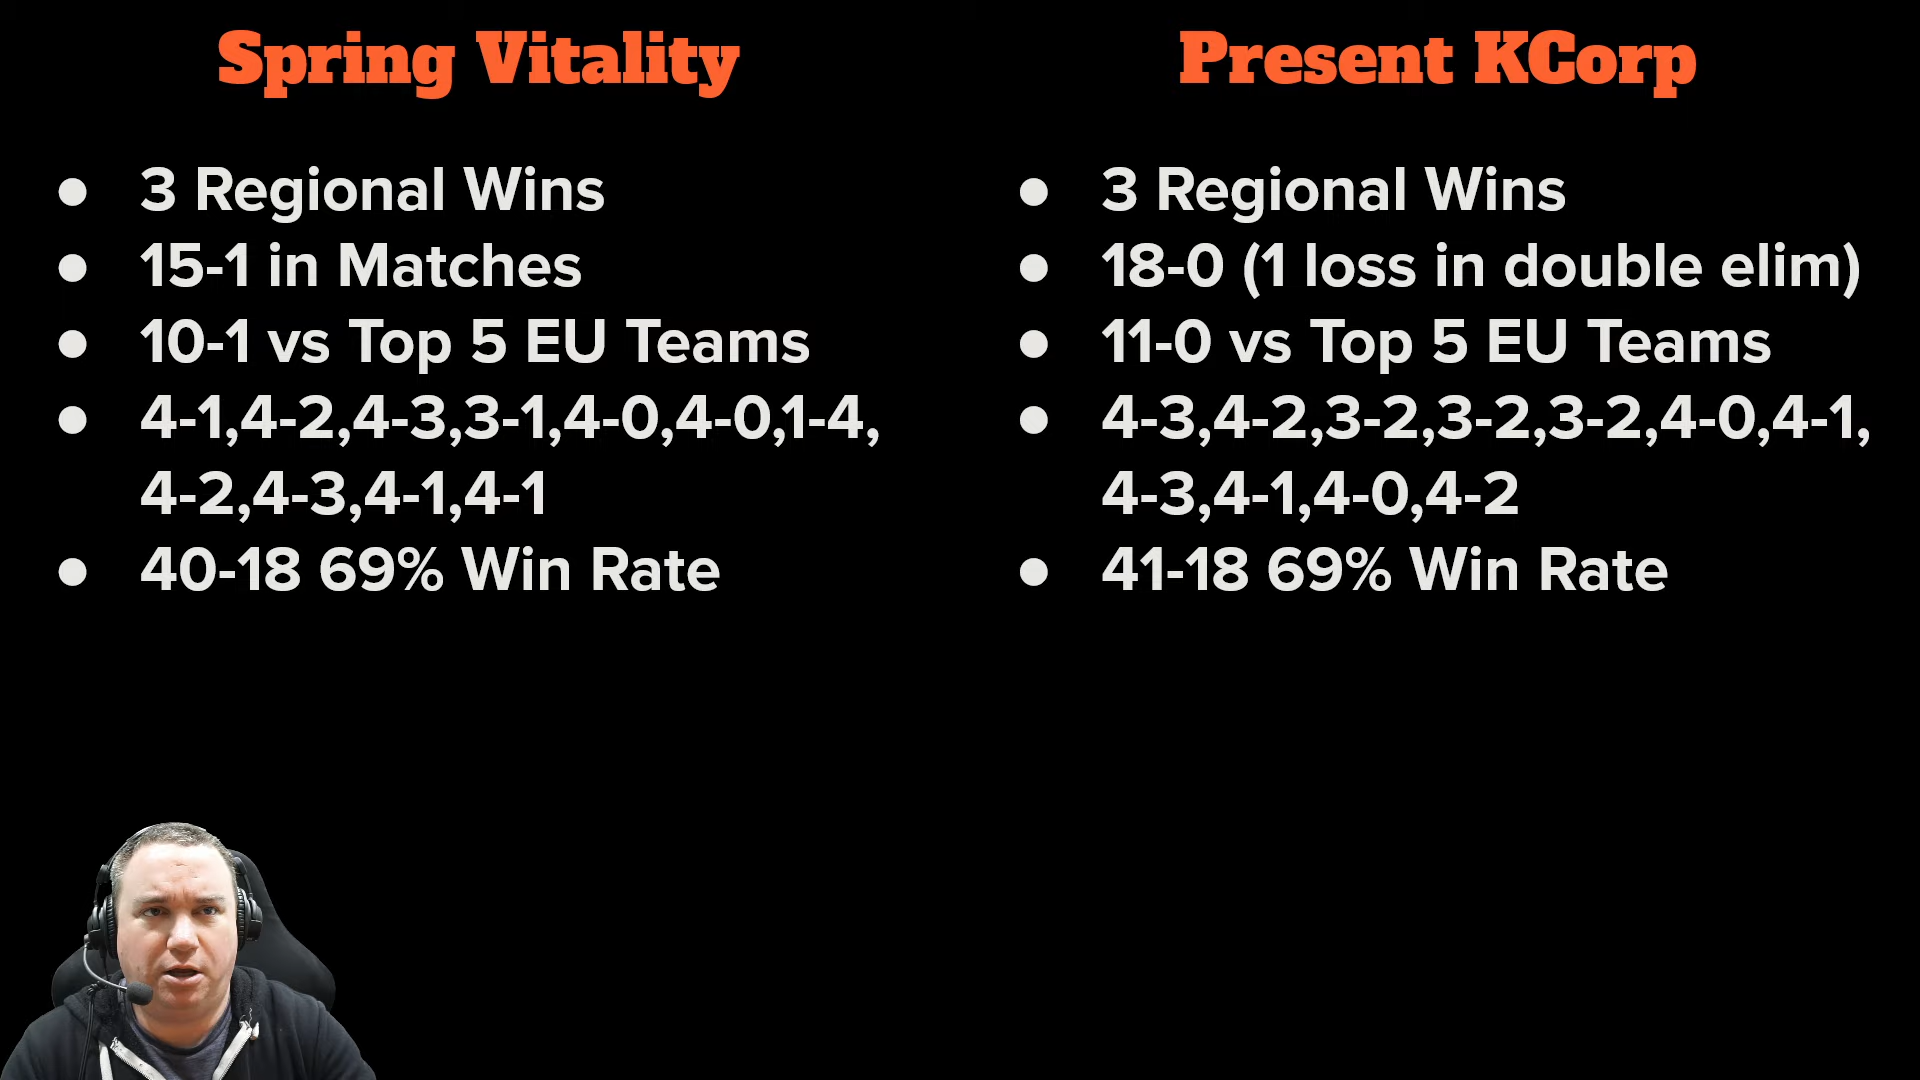 Spring Vitality
3 Regional Wins
15-1 in Matches
10-1 vs Top 5 EU Teams
4-1,4-2,4-3,3-1,4-0,4-0,1-4,
4-2,4-3,4-1,4-1
40-18 69% Win Rate
Present KCorp
3 Regional Wins
18-0 (1 loss in double elim)
11-0 vs Top 5 EU Teams
4-3,4-2,3-2,3-2,3-2,4-0,4-1,
4-3,4-1,4-0,4-2
41-18 69% Win Rate